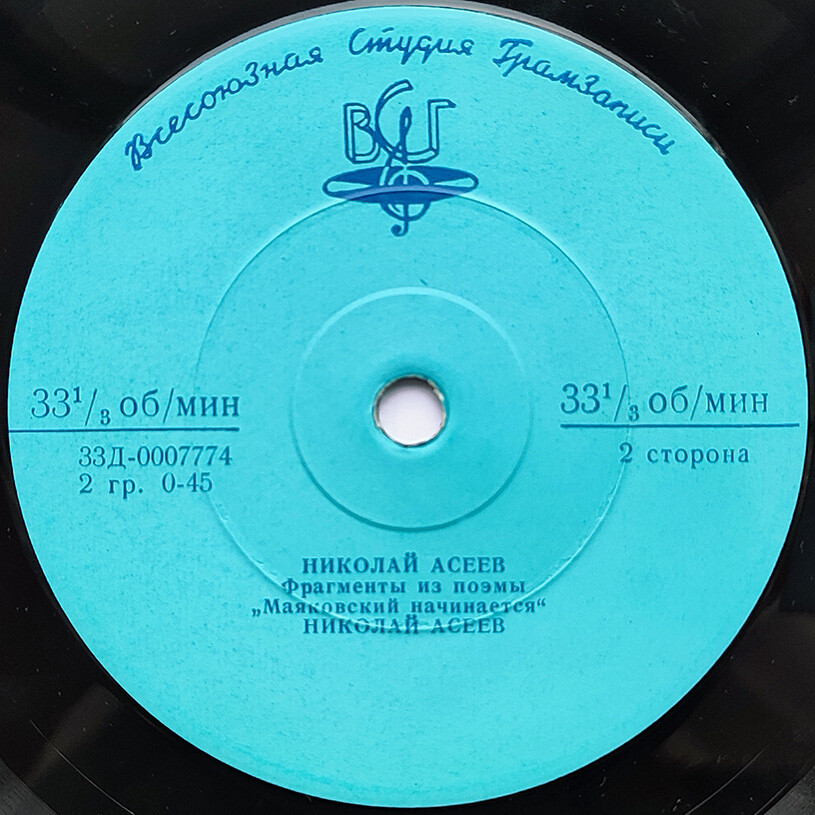 Всесоюзная Студия Грамзаписи
ВСГ
33¹/₃ об/мин
33¹/₃ об/мин
33Д-0007774
2 гр. 0-45
2 сторона
НИКОЛАЙ АСЕЕВ
Фрагменты из поэмы
„Маяковский начинается“
НИКОЛАЙ АСЕЕВ